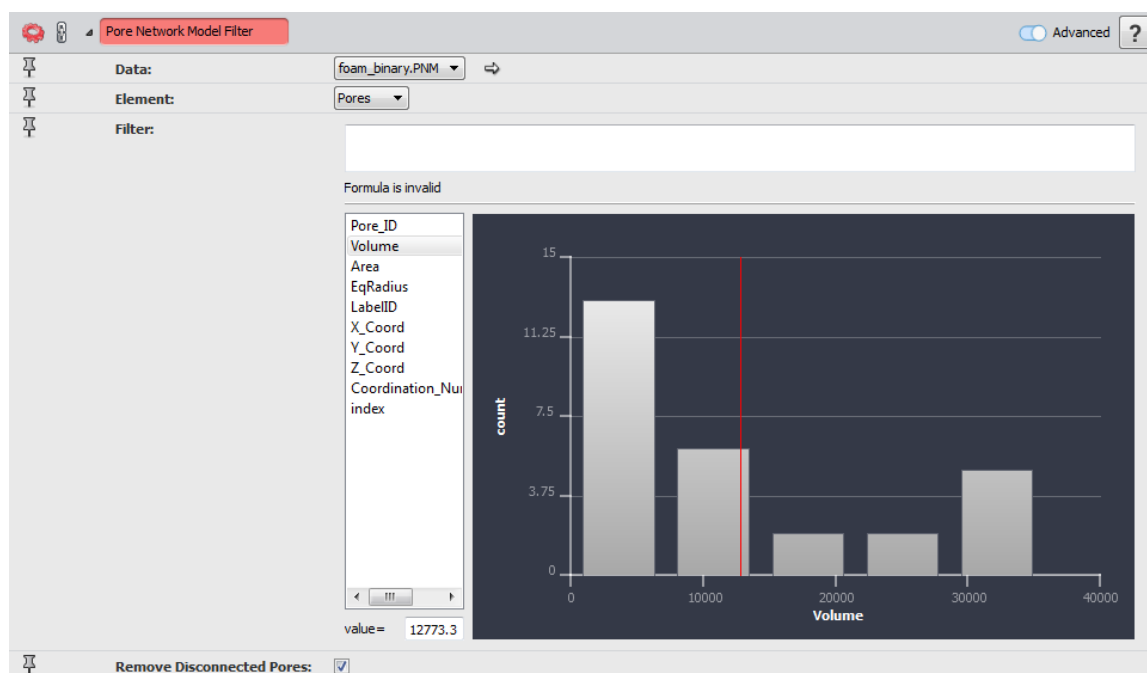 Pore Network Model Filter
Advanced
?
Data:
foam_binary.PNM
Element:
Pores
Filter:
Formula is invalid
Pore_ID
Volume
Area
EqRadius
LabelID
X_Coord
Y_Coord
Z_Coord
Coordination_Nu
index
15
11.25
7.5
3.75
0
count
0
10000
20000
30000
40000
Volume
value=
12773.3
Remove Disconnected Pores: